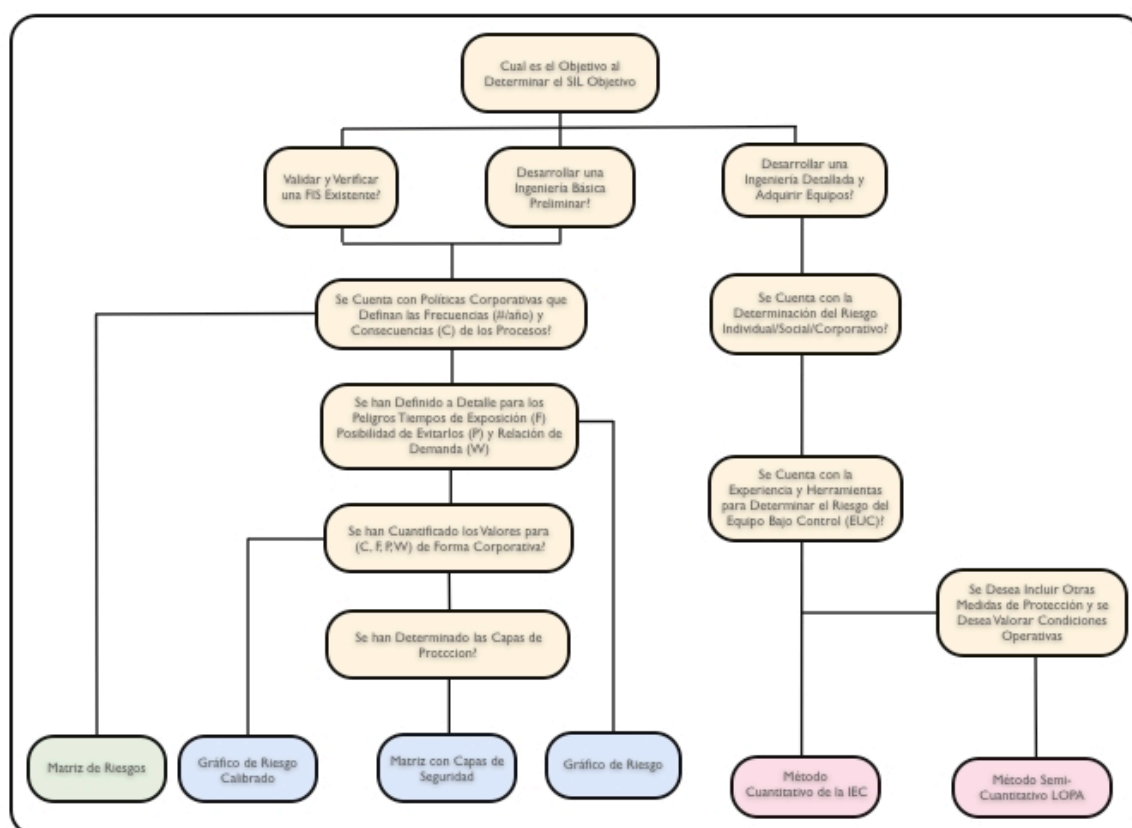 Cual es el Objetivo al
Determinar el SIL Objetivo
Validar y Verificar
una FIS Existente?
Desarrollar una
Ingeniería Básica
Preliminar?
Desarrollar una
Ingeniería Detallada y
Adquirir Equipos?
Se Cuenta con Políticas Corporativas que
Definan las Frecuencias (#/año) y
Consecuencias (C) de los Procesos?
Se Cuenta con la
Determinación del Riesgo
Individual/Social/Corporativo?
Se han Definido a Detalle para los
Peligros Tiempos de Exposición (F)
Posibilidad de Evitarlos (P) y Relación de
Demanda (W)
Se Cuenta con la
Experiencia y Herramientas
para Determinar el Riesgo del
Equipo Bajo Control (EUC)?
Se han Cuantificado los Valores para
(C, F, P, W) de Forma Corporativa?
Se Desea Incluir Otras
Medidas de Protección y se
Desea Valorar Condiciones
Operativas
Se han Determinado las Capas de
Protccion?
Matriz de Riesgos
Gráfico de Riesgo
Calibrado
Matriz con Capas de
Seguridad
Gráfico de Riesgo
Método
Cuantitativo de la IEC
Método Semi-
Cuantitativo LOPA